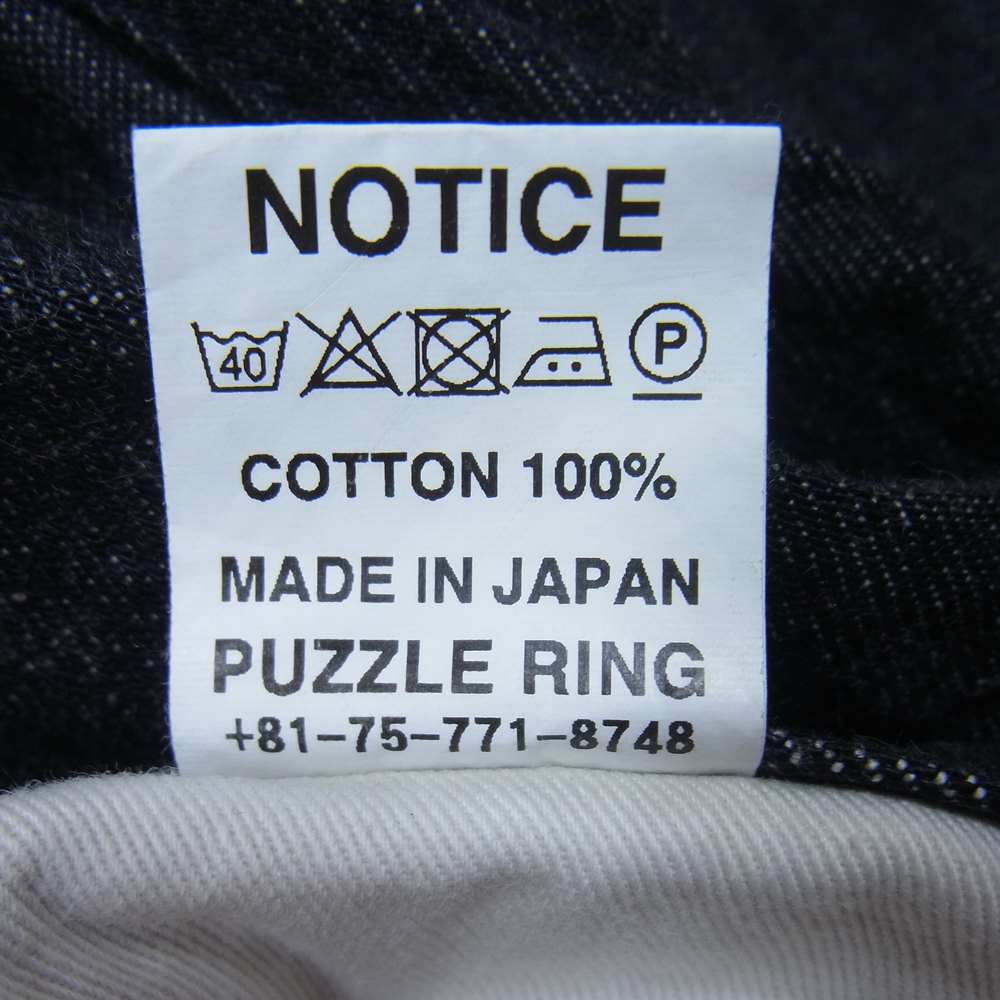 NOTICE
40 P
COTTON 100%
MADE IN JAPAN
PUZZLE RING
+81-75-771-8748